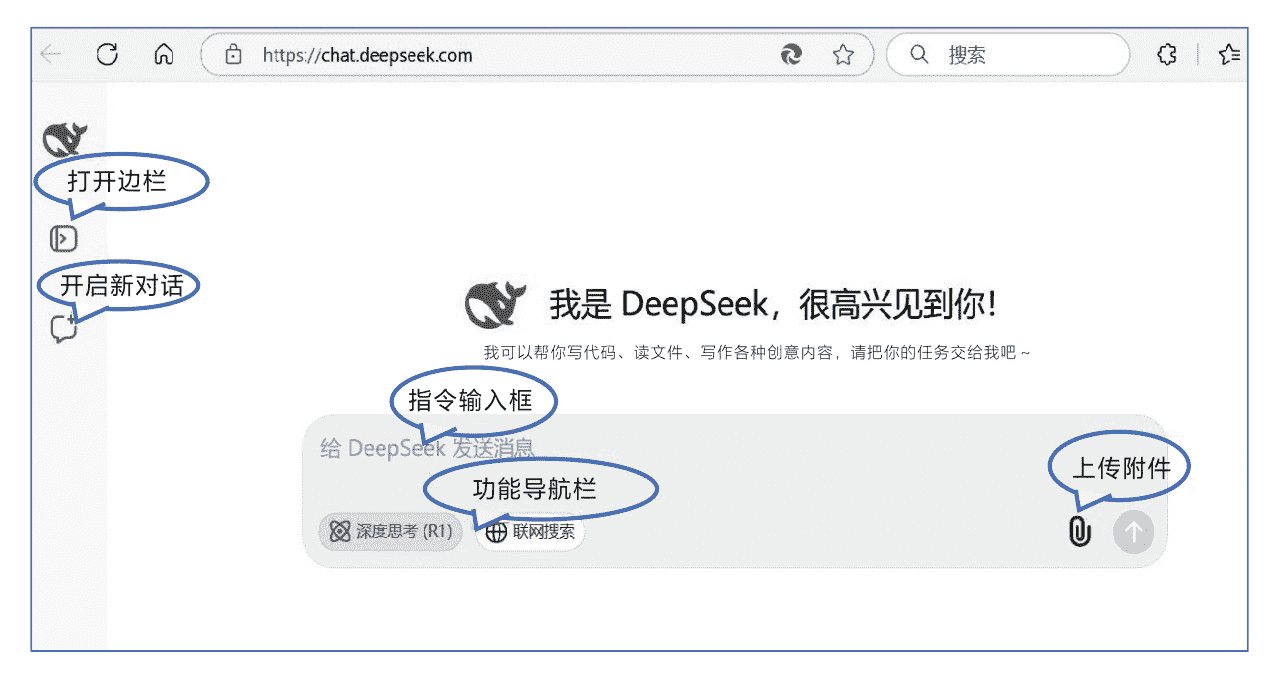 https://chat.deepseek.com
搜索
打开边栏
开启新对话
我是 DeepSeek，很高兴见到你！
我可以帮你写代码、读文件、写作各种创意内容，请把你的任务交给我吧～
指令输入框
给 DeepSeek 发送消息
上传附件
功能导航栏
深度思考 (R1)
联网搜索